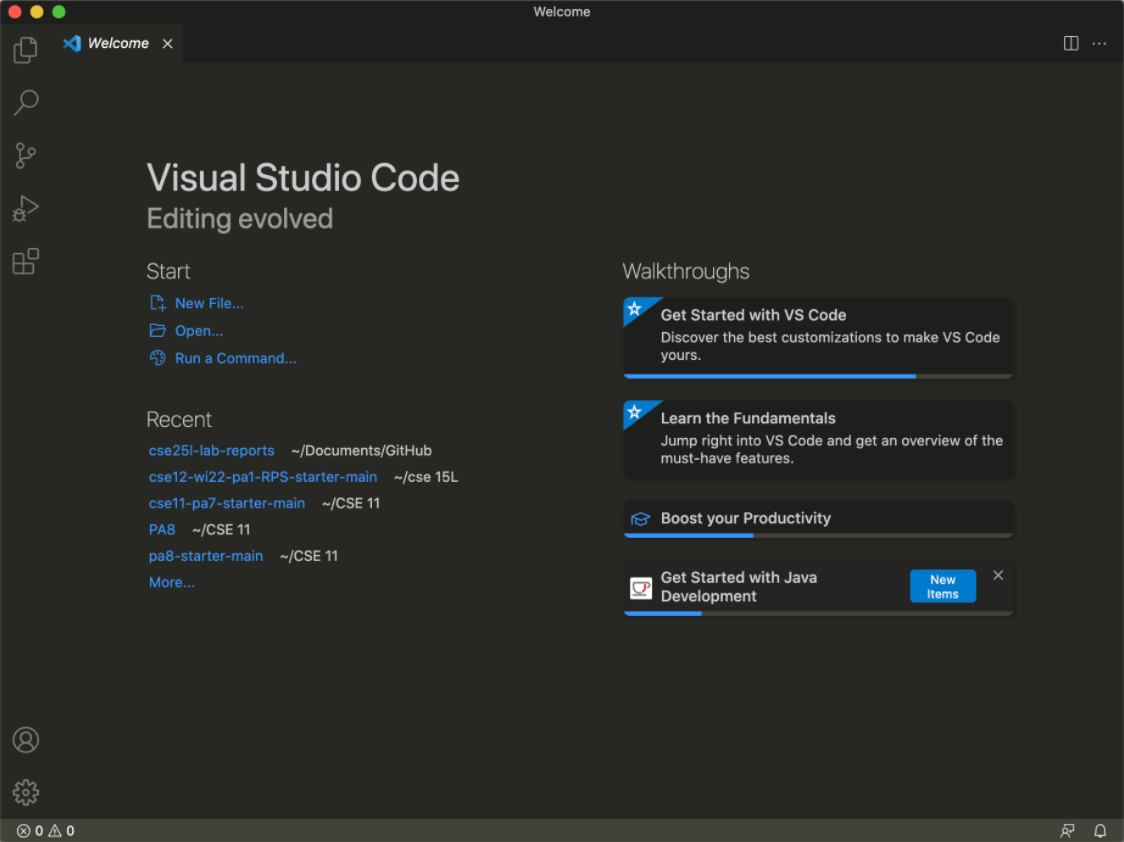 Welcome
Welcome
Visual Studio Code
Editing evolved
Start
New File...
Open...
Run a Command...
Recent
cse25l-lab-reports ~/Documents/GitHub
cse12-wi22-pa1-RPS-starter-main ~/cse 15L
cse11-pa7-starter-main ~/CSE 11
PA8 ~/CSE 11
pa8-starter-main ~/CSE 11
More...
Walkthroughs
Get Started with VS Code
Discover the best customizations to make VS Code
yours.
Learn the Fundamentals
Jump right into VS Code and get an overview of the
must-have features.
Boost your Productivity
Get Started with Java
Development
New
Items
0 0